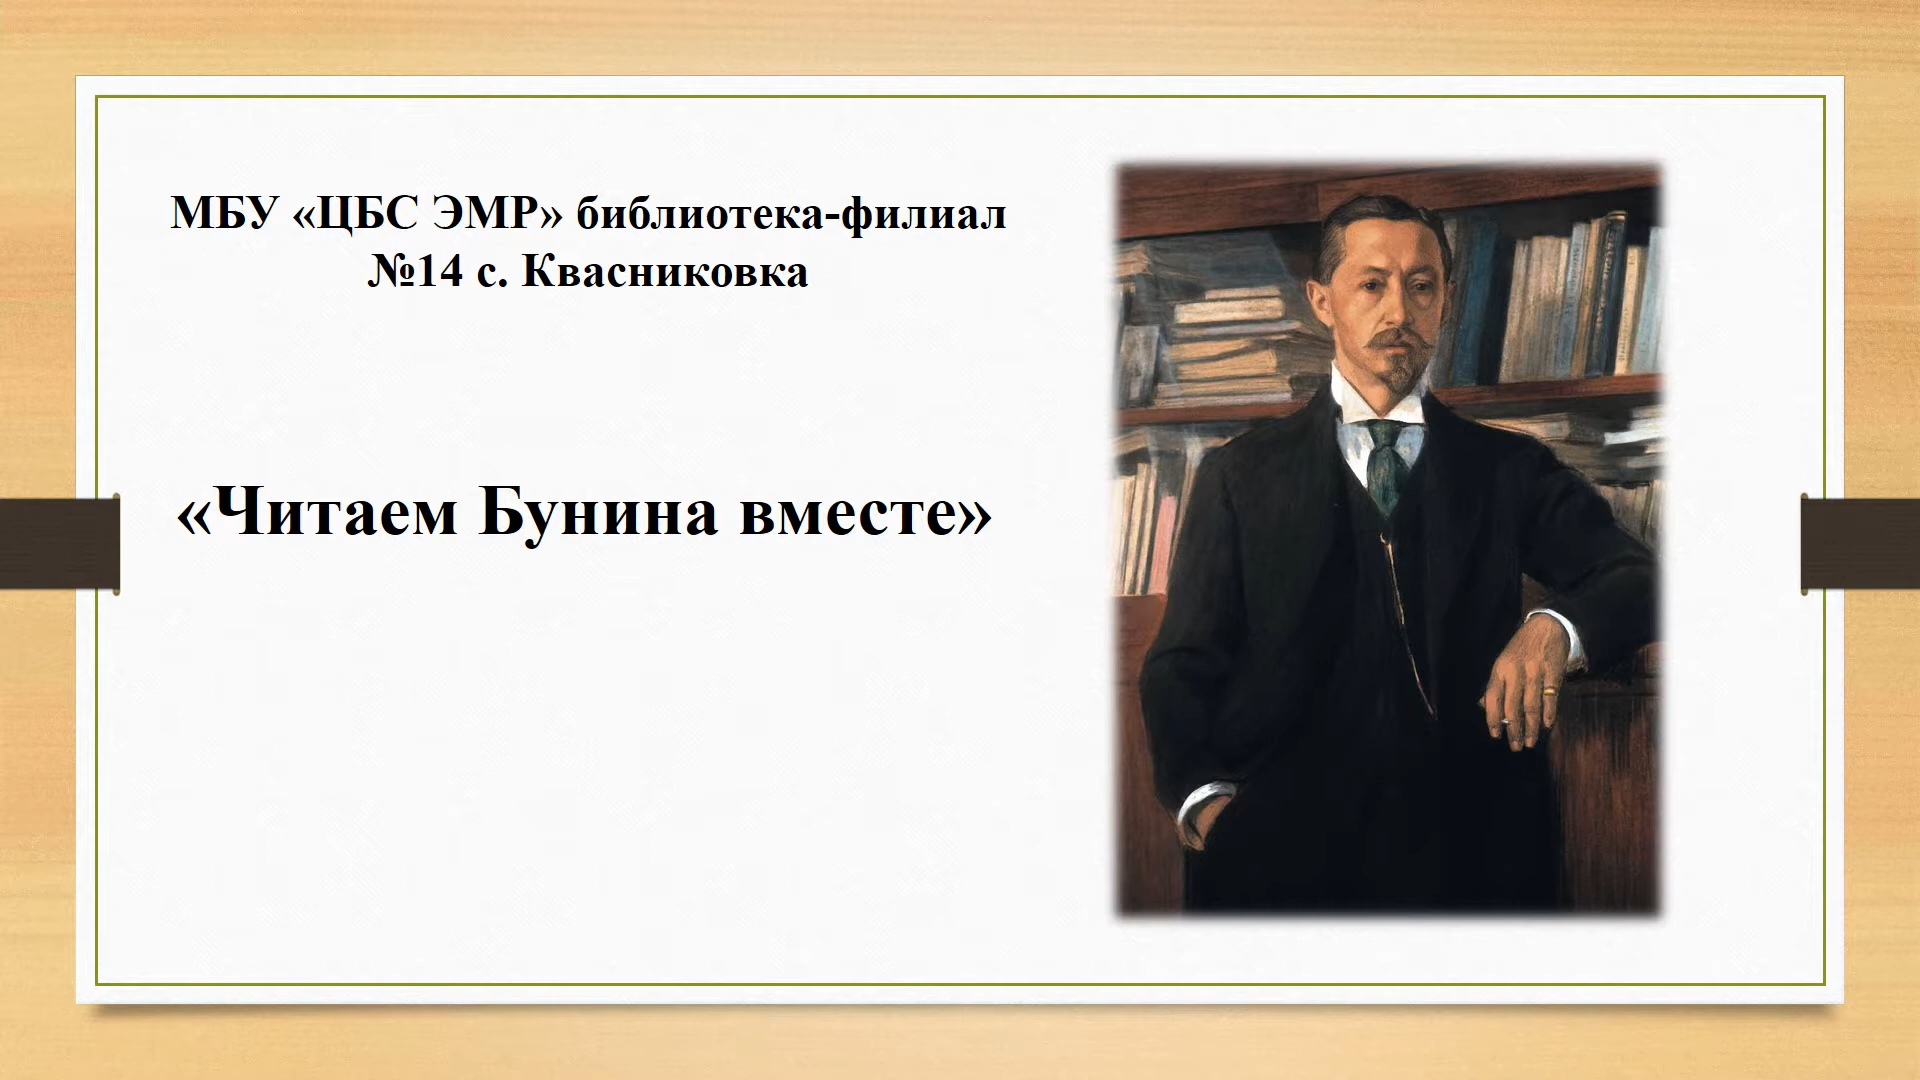 МБУ «ЦБС ЭМР» библиотека-филиал
№14 с. Квасниковка
«Читаем Бунина вместе»